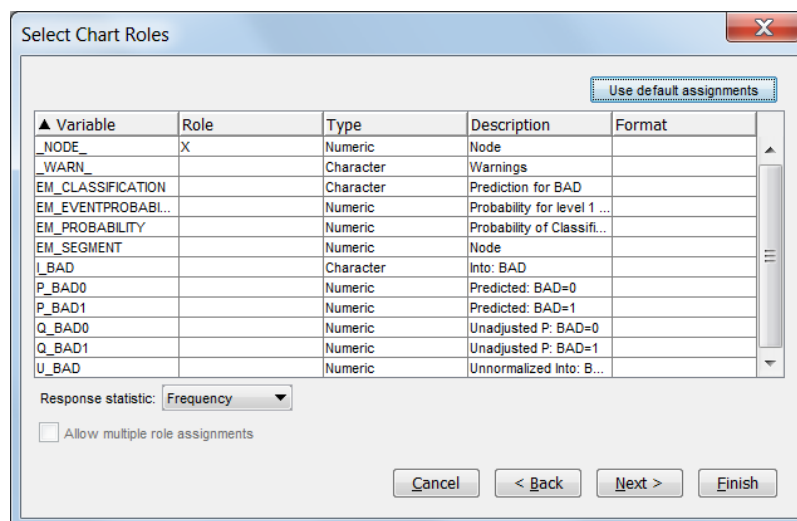 Select Chart Roles
X
Use default assignments
▲ Variable Role Type Description Format
_NODE_ X Numeric Node
_WARN_ Character Warnings
EM_CLASSIFICATION Character Prediction for BAD
EM_EVENTPROBABI... Numeric Probability for level 1 ...
EM_PROBABILITY Numeric Probability of Classifi...
EM_SEGMENT Numeric Node
I_BAD Character Into: BAD
P_BAD0 Numeric Predicted: BAD=0
P_BAD1 Numeric Predicted: BAD=1
Q_BAD0 Numeric Unadjusted P: BAD=0
Q_BAD1 Numeric Unadjusted P: BAD=1
U_BAD Numeric Unnormalized Into: B...
Response statistic: Frequency
Allow multiple role assignments
Cancel < Back Next > Finish